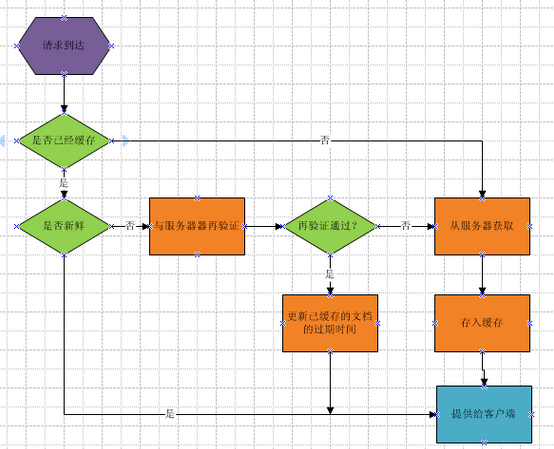 请求到达
是否已经缓存
否
是
是否新鲜
否
与服务器器再验证
再验证通过?
否
从服务器获取
是
更新已缓存的文档
的过期时间
存入缓存
是
提供给客户端